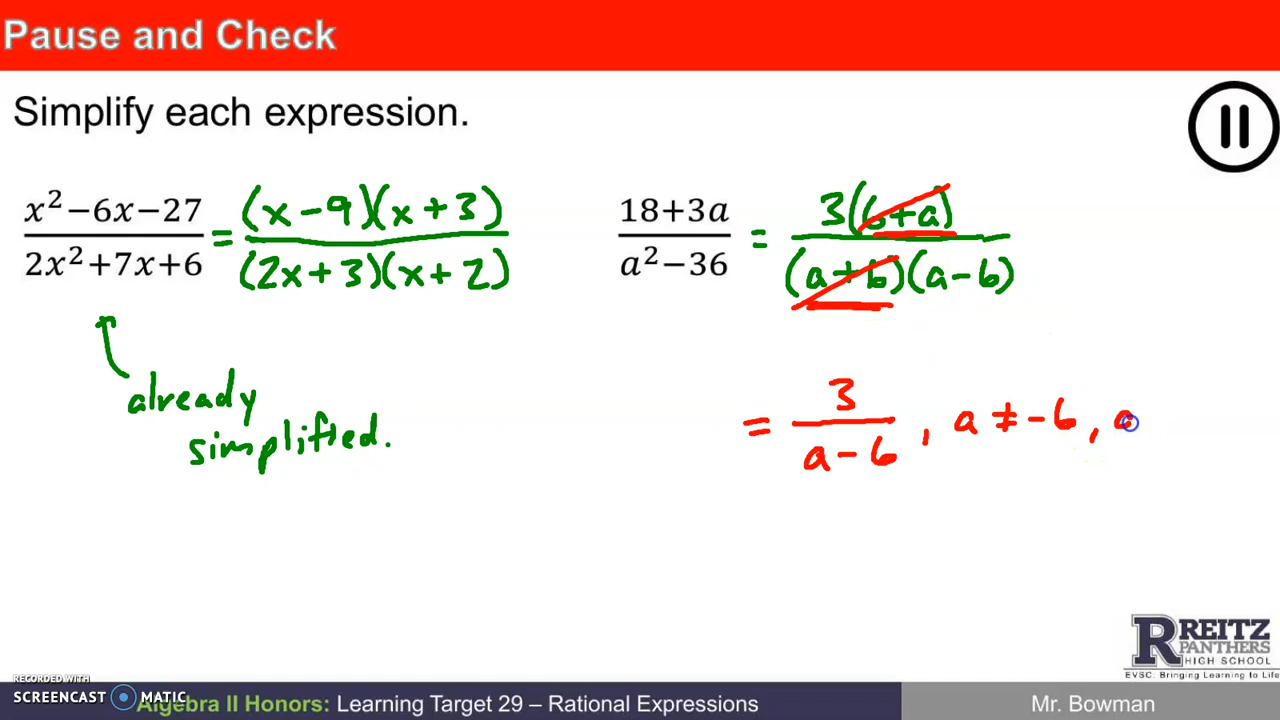 Pause and Check
Simplify each expression.
x²−6x−27 / 2x²+7x+6 = (x−9)(x+3) / (2x+3)(x+2)
18+3a / a²−36 = 3(6+a) / (a+6)(a−6)
already
simplified.
= 3 / a−6 , a ≠ −6 , a
REITZ
PANTHERS
HIGH SCHOOL
EVSC: Bringing Learning to Life
RECORDED WITH
SCREENCAST MATIC
Algebra II Honors: Learning Target 29 – Rational Expressions
Mr. Bowman